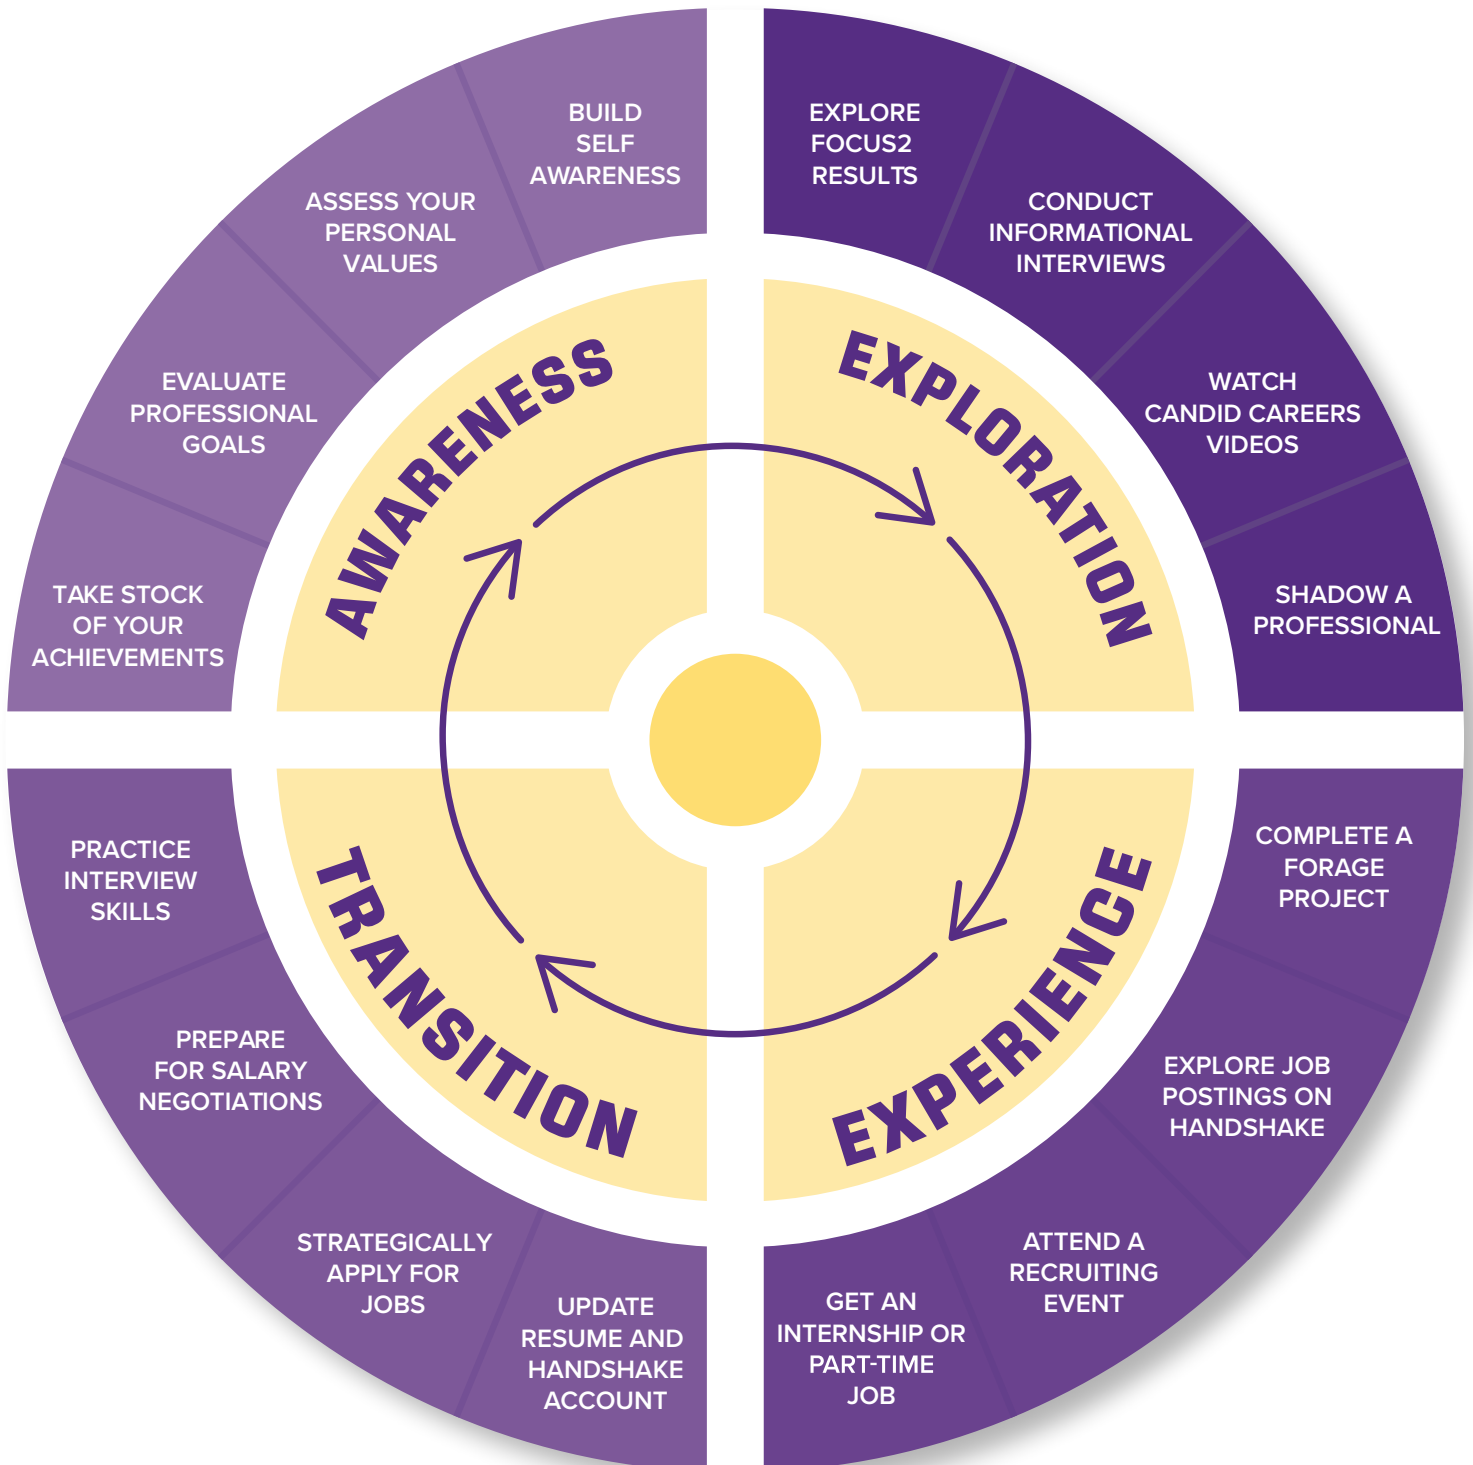 BUILD
SELF
AWARENESS
ASSESS YOUR
PERSONAL
VALUES
EVALUATE
PROFESSIONAL
GOALS
TAKE STOCK
OF YOUR
ACHIEVEMENTS
AWARENESS
EXPLORE
FOCUS2
RESULTS
CONDUCT
INFORMATIONAL
INTERVIEWS
WATCH
CANDID CAREERS
VIDEOS
SHADOW A
PROFESSIONAL
EXPLORATION
COMPLETE A
FORAGE
PROJECT
EXPLORE JOB
POSTINGS ON
HANDSHAKE
ATTEND A
RECRUITING
EVENT
GET AN
INTERNSHIP OR
PART-TIME
JOB
EXPERIENCE
UPDATE
RESUME AND
HANDSHAKE
ACCOUNT
STRATEGICALLY
APPLY FOR
JOBS
PREPARE
FOR SALARY
NEGOTIATIONS
PRACTICE
INTERVIEW
SKILLS
TRANSITION